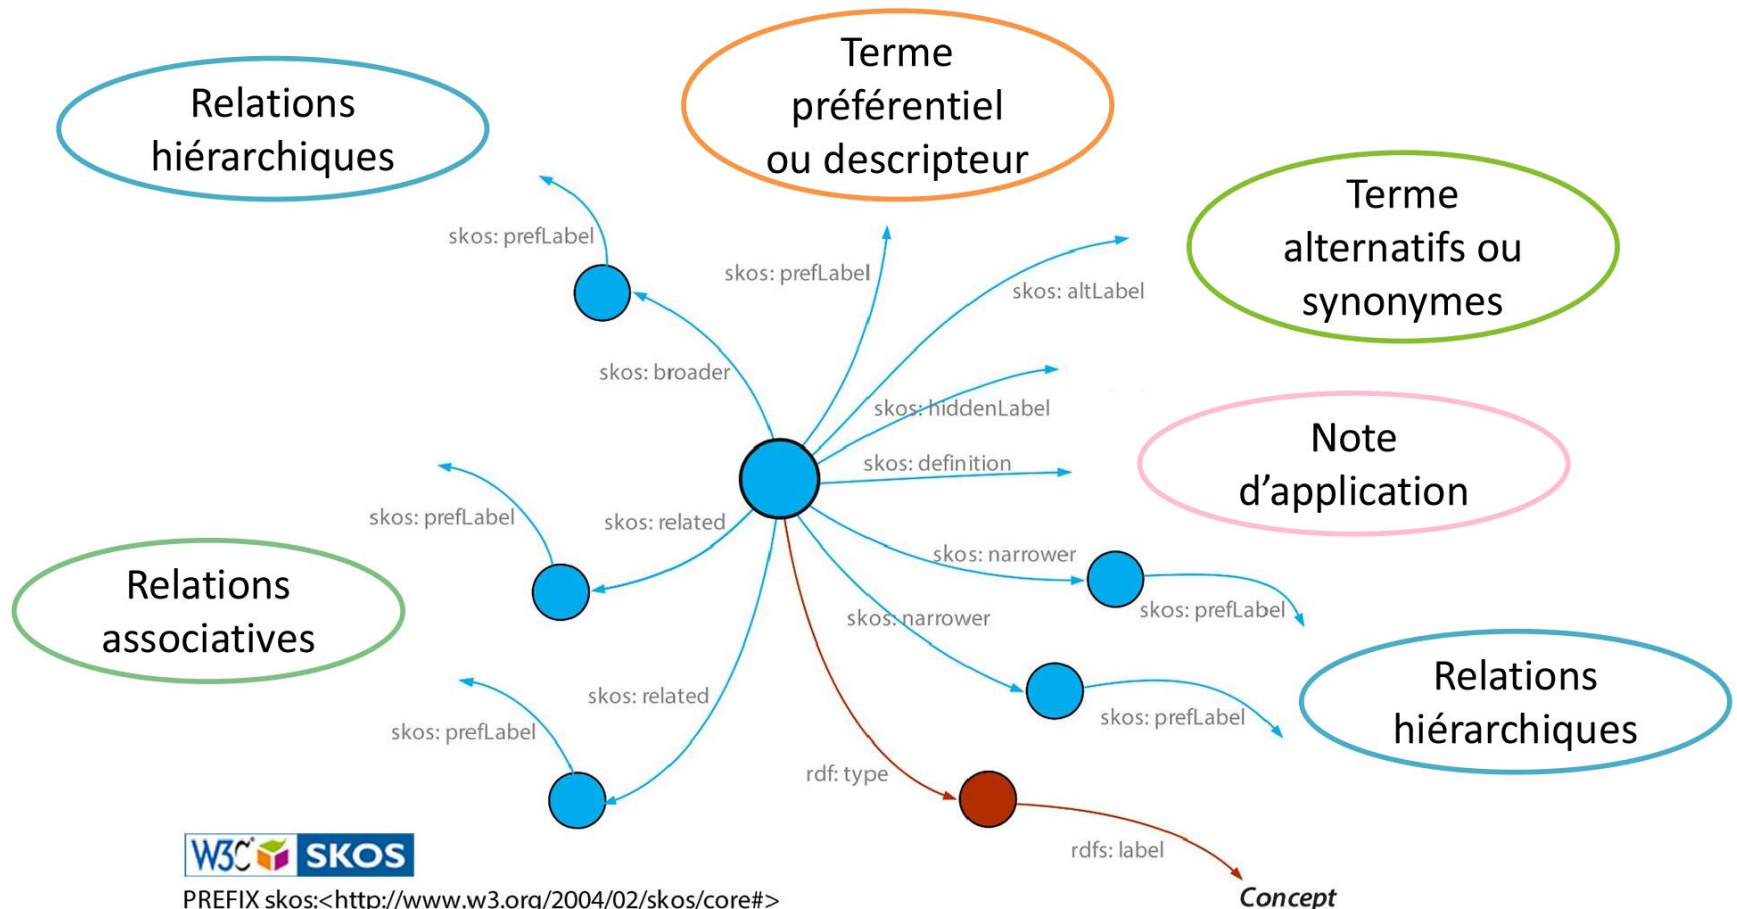 Terme
préférentiel
ou descripteur
Relations
hiérarchiques
Terme
alternatifs ou
synonymes
skos: prefLabel
skos: prefLabel
skos: altLabel
skos: broader
skos: hiddenLabel
Note
d’application
skos: definition
skos: prefLabel
skos: related
skos: narrower
Relations
associatives
skos: prefLabel
skos: narrower
Relations
hiérarchiques
skos: related
skos: prefLabel
skos: prefLabel
rdf: type
rdfs: label
W3C SKOS
PREFIX skos:<http://www.w3.org/2004/02/skos/core#>
Concept